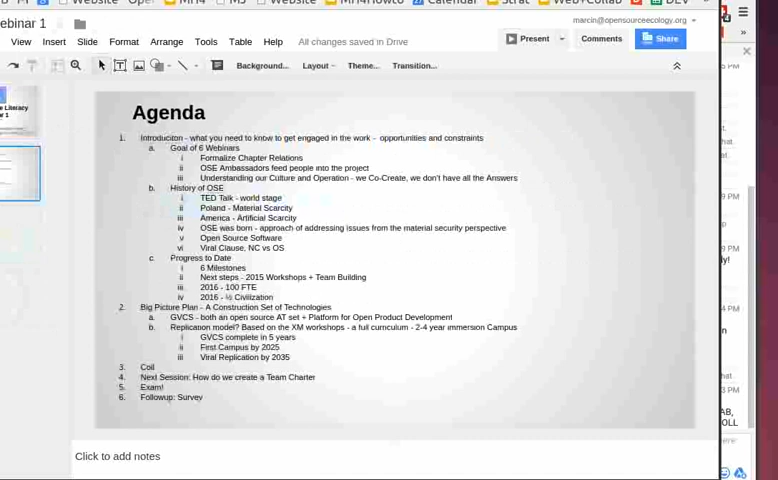 ebinar 1
marcin@opensourceecology.org
View Insert Slide Format Arrange Tools Table Help All changes saved in Drive
Present Comments Share
Background... Layout Theme... Transition...
e Literacy
r 1
Agenda
1. Introduciton - what you need to know to get engaged in the work - opportunities and constraints
a. Goal of 6 Webinars
i Formalize Chapter Relations
ii OSE Ambassadors feed people into the project
iii Understanding our Culture and Operation - we Co-Create, we don't have all the Answers
b. History of OSE
i TED Talk - world stage
ii Poland - Material Scarcity
iii America - Artificial Scarcity
iv OSE was born - approach of addressing issues from the material security perspective
v Open Source Software
vi Viral Clause, NC vs OS
c. Progress to Date
i 6 Milestones
ii Next steps - 2015 Workshops + Team Building
iii 2016 - 100 FTE
iv 2016 - ½ Civilization
2. Big Picture Plan - A Construction Set of Technologies
a. GVCS - both an open source AT set + Platform for Open Product Development
b. Replication model? Based on the XM workshops - a full curriculum - 2-4 year immersion Campus
i GVCS complete in 5 years
ii First Campus by 2025
iii Viral Replication by 2035
3. Coil
4. Next Session: How do we create a Team Charter
5. Exam!
6. Followup: Survey
Click to add notes